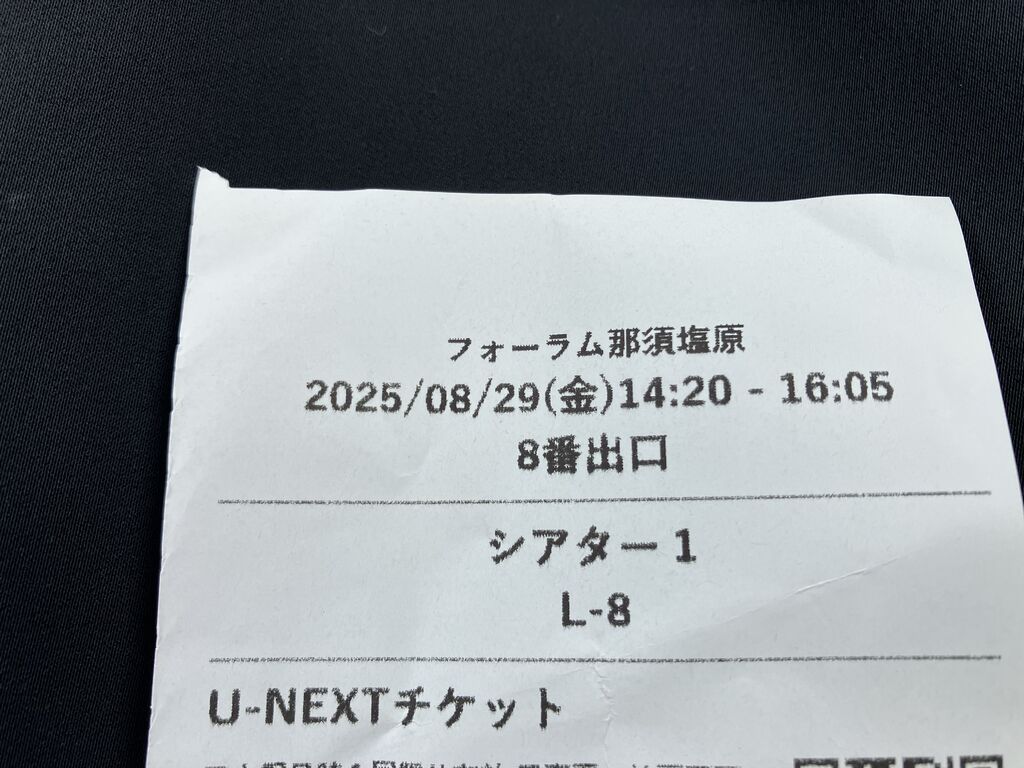 フォーラム那須塩原
2025/08/29(金)14:20 - 16:05
8番出口
シアター 1
L-8
U-NEXTチケット